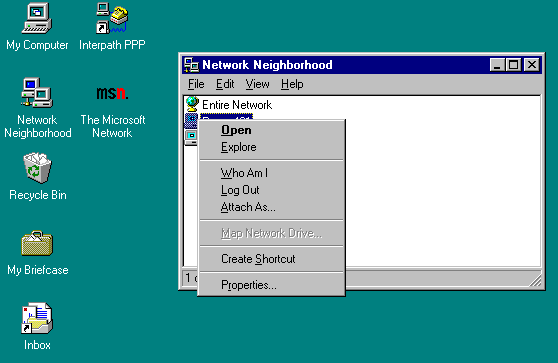 My Computer
Interpath PPP
Network
Neighborhood
msn.
The Microsoft
Network
Recycle Bin
My Briefcase
Inbox
Network Neighborhood
File Edit View Help
Entire Network
Open
Explore
Who Am I
Log Out
Attach As...
Map Network Drive...
Create Shortcut
Properties...
1